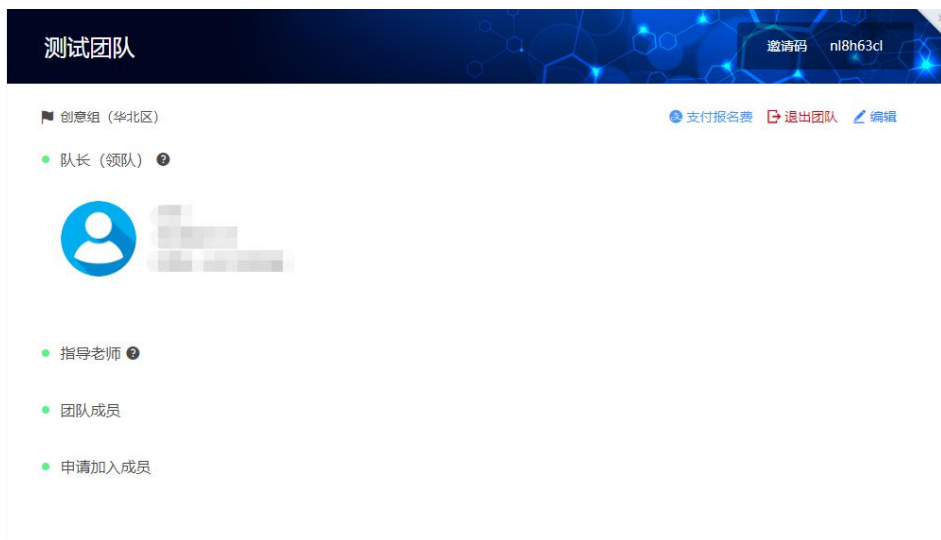 测试团队
邀请码 nl8h63cl
创意组（华北区）
支付报名费 退出团队 编辑
队长（领队）
指导老师
团队成员
申请加入成员